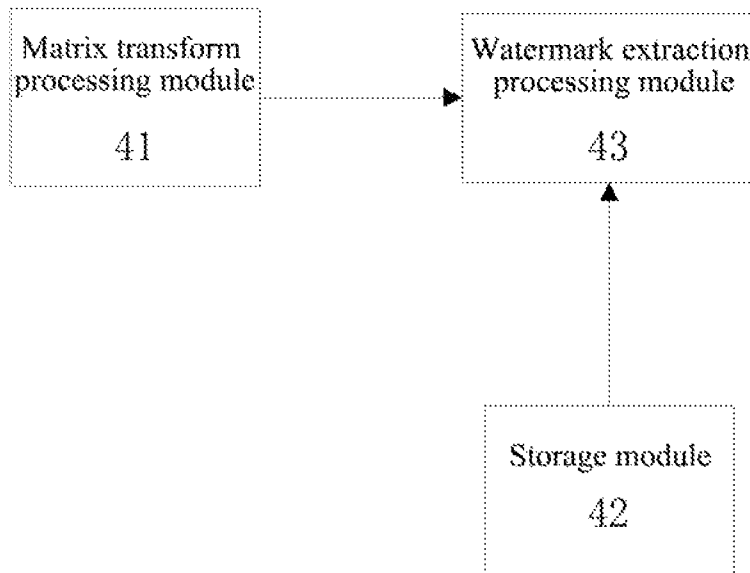 Matrix transform
processing module
41
Watermark extraction
processing module
43
Storage module
42